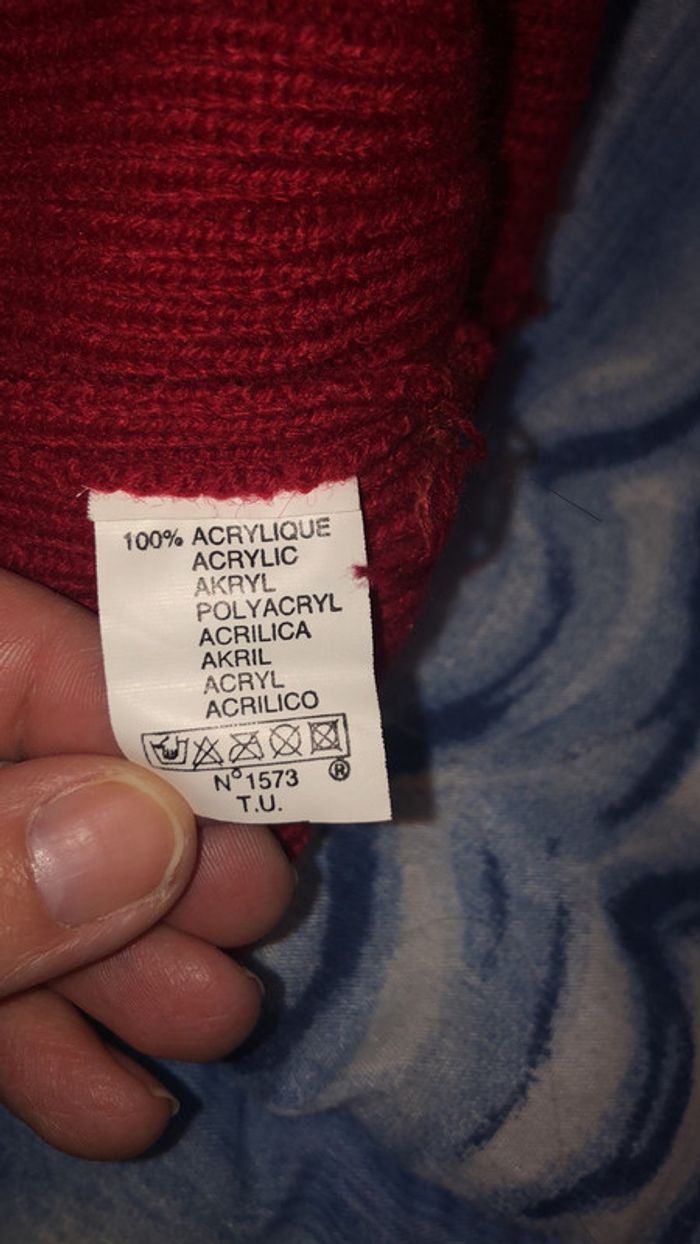 100% ACRYLIQUE
ACRYLIC
AKRYL
POLYACRYL
ACRILICA
AKRIL
ACRYL
ACRILICO
N° 1573 ®
T.U.